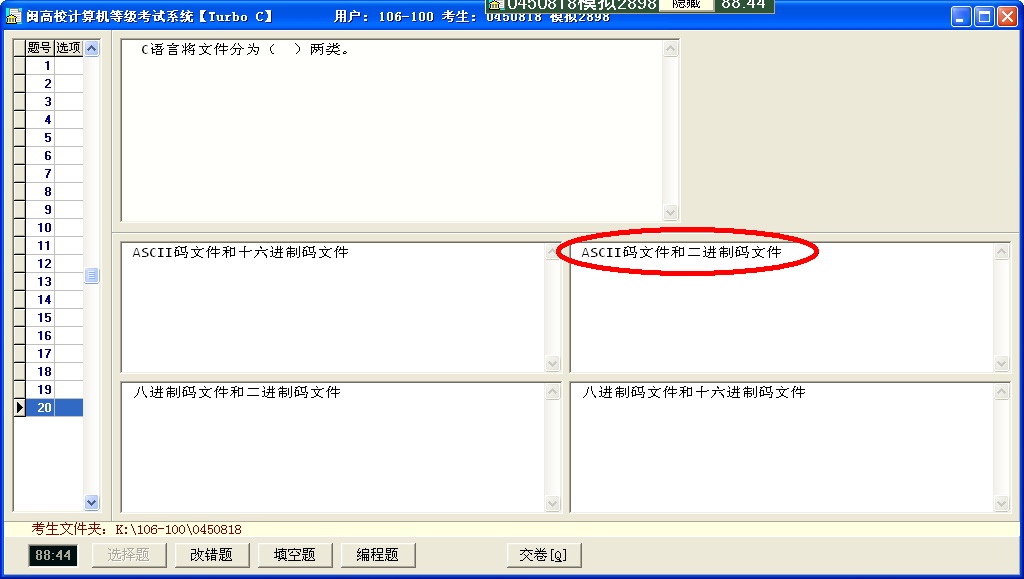 0450818模拟2898 隐藏 88:44
闽高校计算机等级考试系统【Turbo C】 用户: 106-100 考生: 0450818 模拟2898
题号 选项
C语言将文件分为（ ）两类。
1
2
3
4
5
6
7
8
9
10
11
12
13
14
15
16
17
18
19
20
ASCII码文件和十六进制码文件
ASCII码文件和二进制码文件
八进制码文件和二进制码文件
八进制码文件和十六进制码文件
考生文件夹: K:\106-100\0450818
88:44 选择题 改错题 填空题 编程题 交卷[Q]